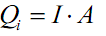 Qᵢ = I · A